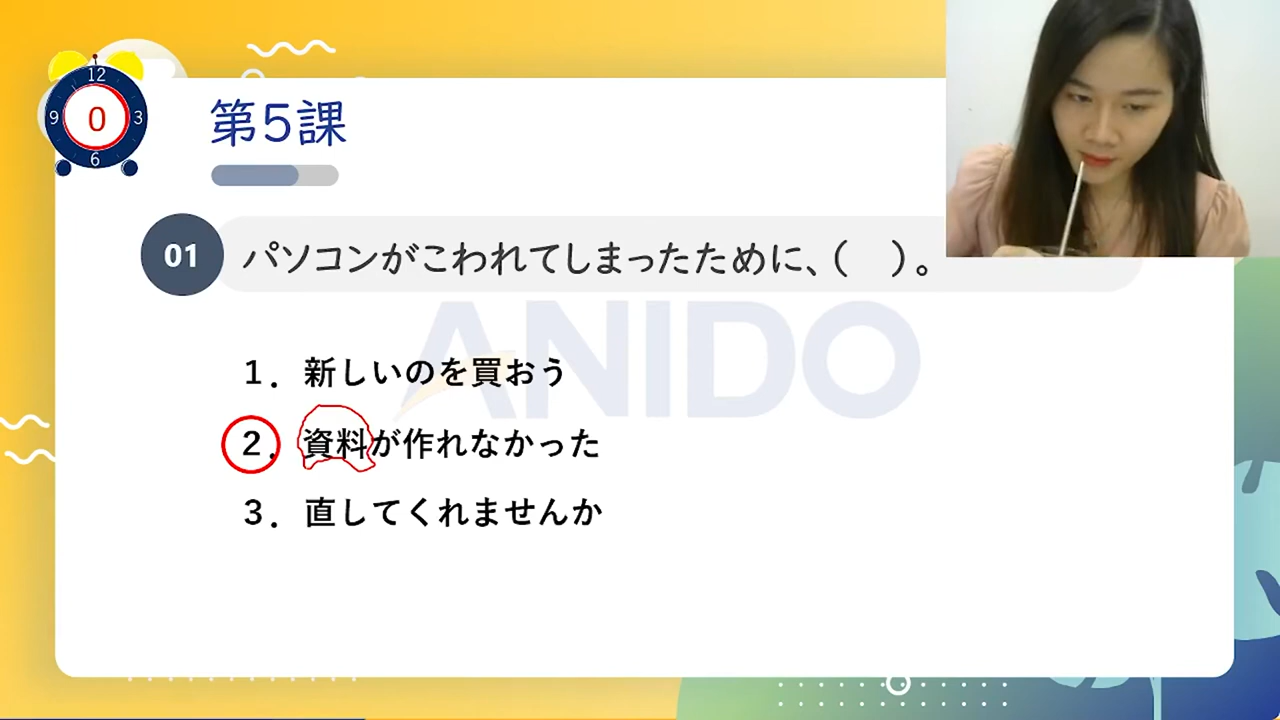 12
9 0 3
6
第5課
01 パソコンがこわれてしまったために、(　)。
ANIDO
1. 新しいのを買おう
2. 資料が作れなかった
3. 直してくれませんか